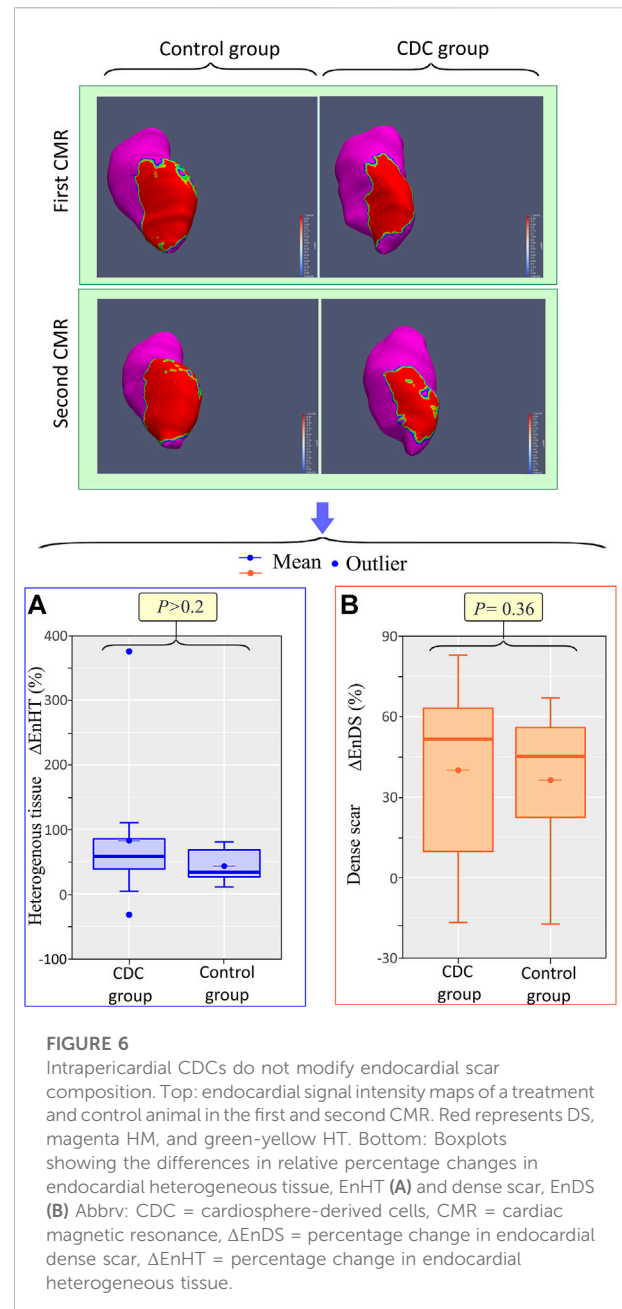 Control group
CDC group
First CMR
Second CMR
Mean
Outlier
A
P>0.2
Heterogenous tissue ΔEnHT (%)
400
300
200
100
0
-100
CDC group
Control group
B
P= 0.36
Dense scar ΔEnDS (%)
90
60
30
0
-30
CDC group
Control group
FIGURE 6
Intrapericardial CDCs do not modify endocardial scar
composition. Top: endocardial signal intensity maps of a treatment
and control animal in the first and second CMR. Red represents DS,
magenta HM, and green-yellow HT. Bottom: Boxplots
showing the differences in relative percentage changes in
endocardial heterogeneous tissue, EnHT (A) and dense scar, EnDS
(B) Abbrv: CDC = cardiosphere-derived cells, CMR = cardiac
magnetic resonance, ΔEnDS = percentage change in endocardial
dense scar, ΔEnHT = percentage change in endocardial
heterogeneous tissue.